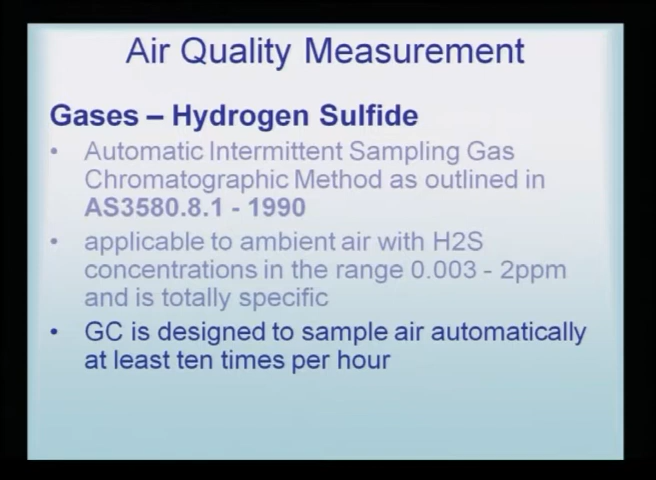 Air Quality Measurement
Gases – Hydrogen Sulfide
• Automatic Intermittent Sampling Gas
Chromatographic Method as outlined in
AS3580.8.1 - 1990
• applicable to ambient air with H2S
concentrations in the range 0.003 - 2ppm
and is totally specific
• GC is designed to sample air automatically
at least ten times per hour